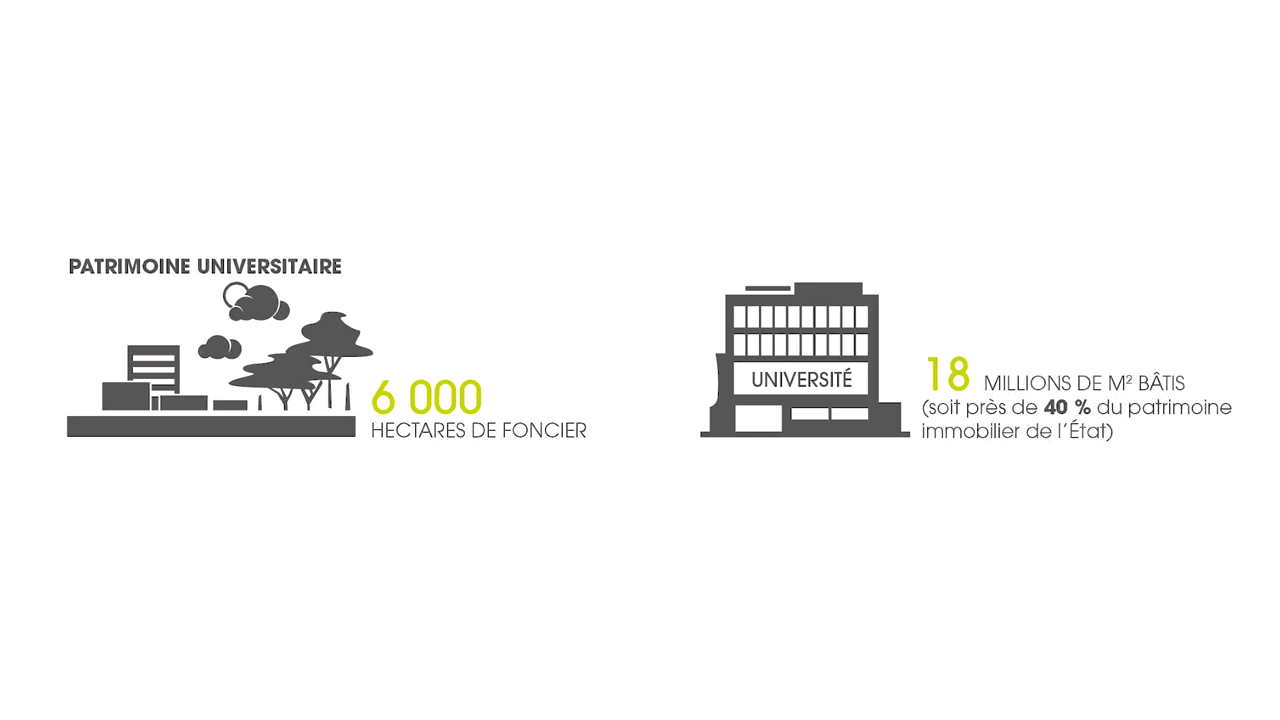 PATRIMOINE UNIVERSITAIRE
6 000
HECTARES DE FONCIER
UNIVERSITÉ
18 MILLIONS DE M² BÂTIS
(soit près de 40 % du patrimoine
immobilier de l'État)